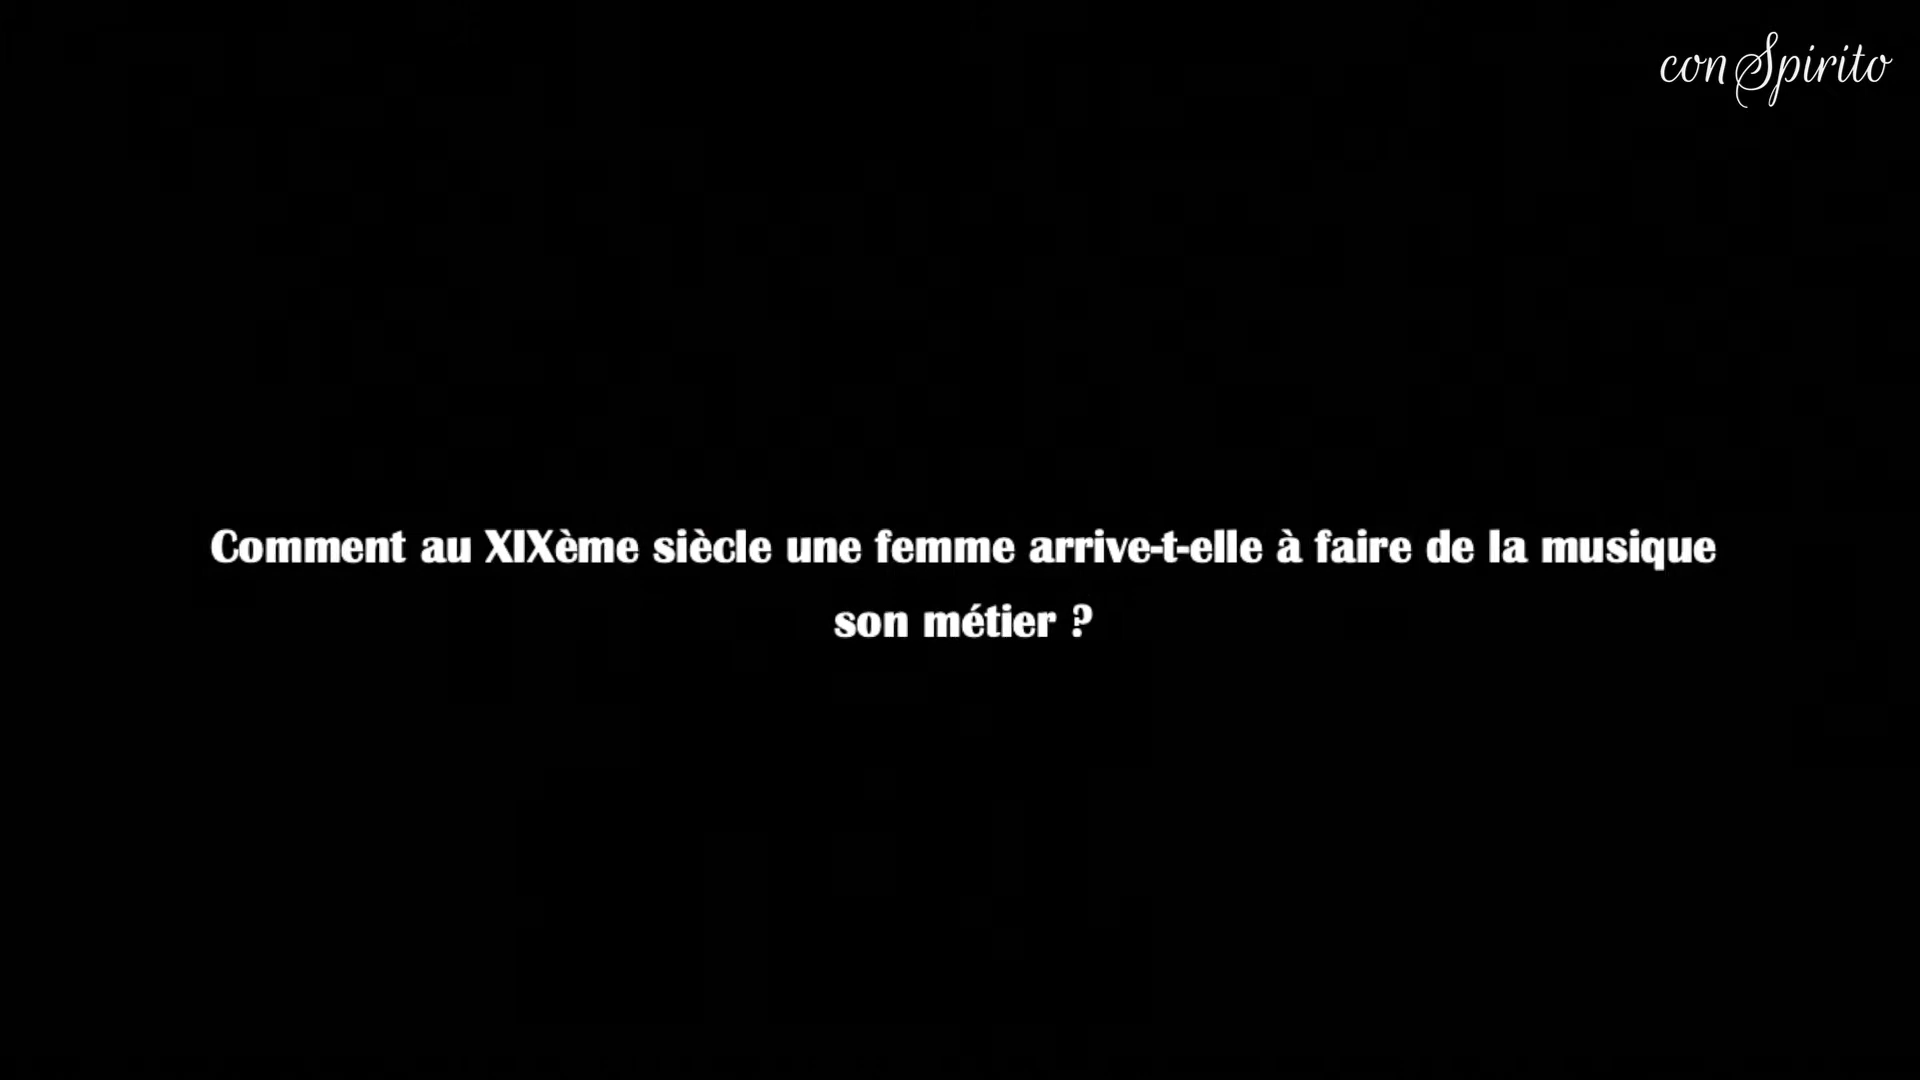 con Spirito
Comment au XIXème siècle une femme arrive-t-elle à faire de la musique
son métier ?